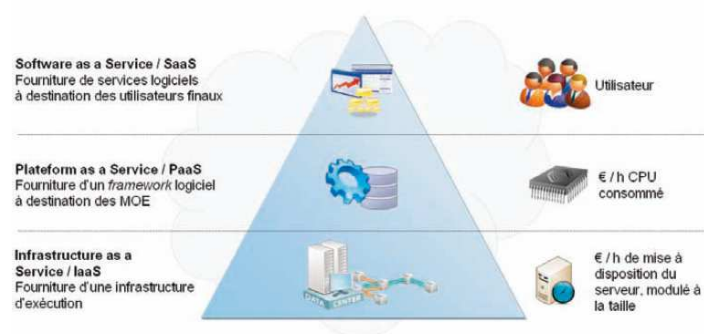 Software as a Service / SaaS
Fourniture de services logiciels
à destination des utilisateurs finaux
Utilisateur
Plateform as a Service / PaaS
Fourniture d'un framework logiciel
à destination des MOE
€ / h CPU
consommé
Infrastructure as a
Service / IaaS
Fourniture d'une infrastructure
d'exécution
DATA CENTER
€ / h de mise à
disposition du
serveur, modulé à
la taille